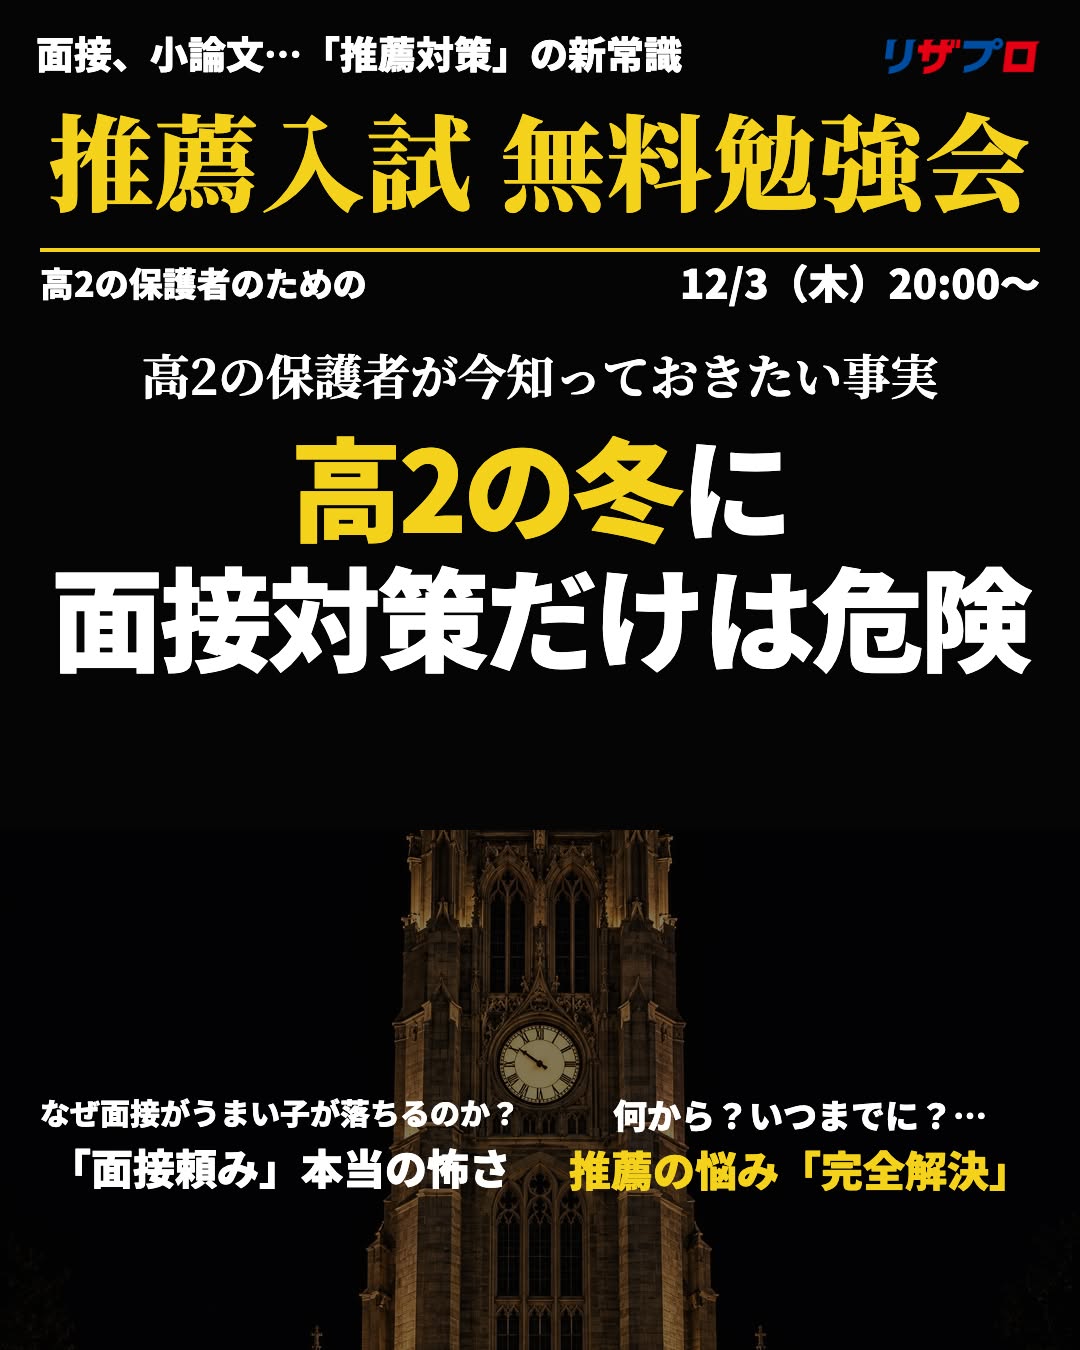 面接、小論文…「推薦対策」の新常識
リザプロ
推薦入試 無料勉強会
高2の保護者のための
12/3（木）20:00〜
高2の保護者が今知っておきたい事実
高2の冬に
面接対策だけは危険
なぜ面接がうまい子が落ちるのか？
「面接頼み」本当の怖さ
何から？いつまでに？…
推薦の悩み「完全解決」